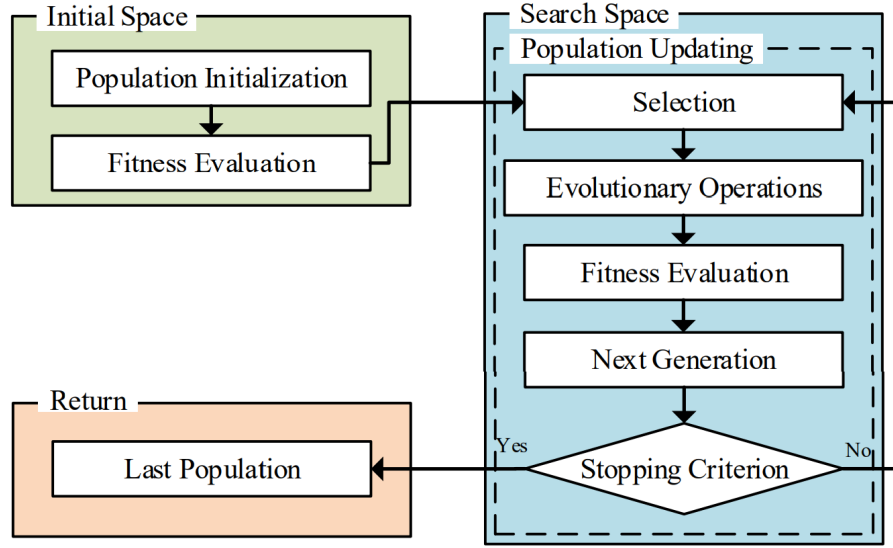 Initial Space
Population Initialization
Fitness Evaluation
Search Space
Population Updating
Selection
Evolutionary Operations
Fitness Evaluation
Next Generation
Stopping Criterion
Yes
No
Return
Last Population